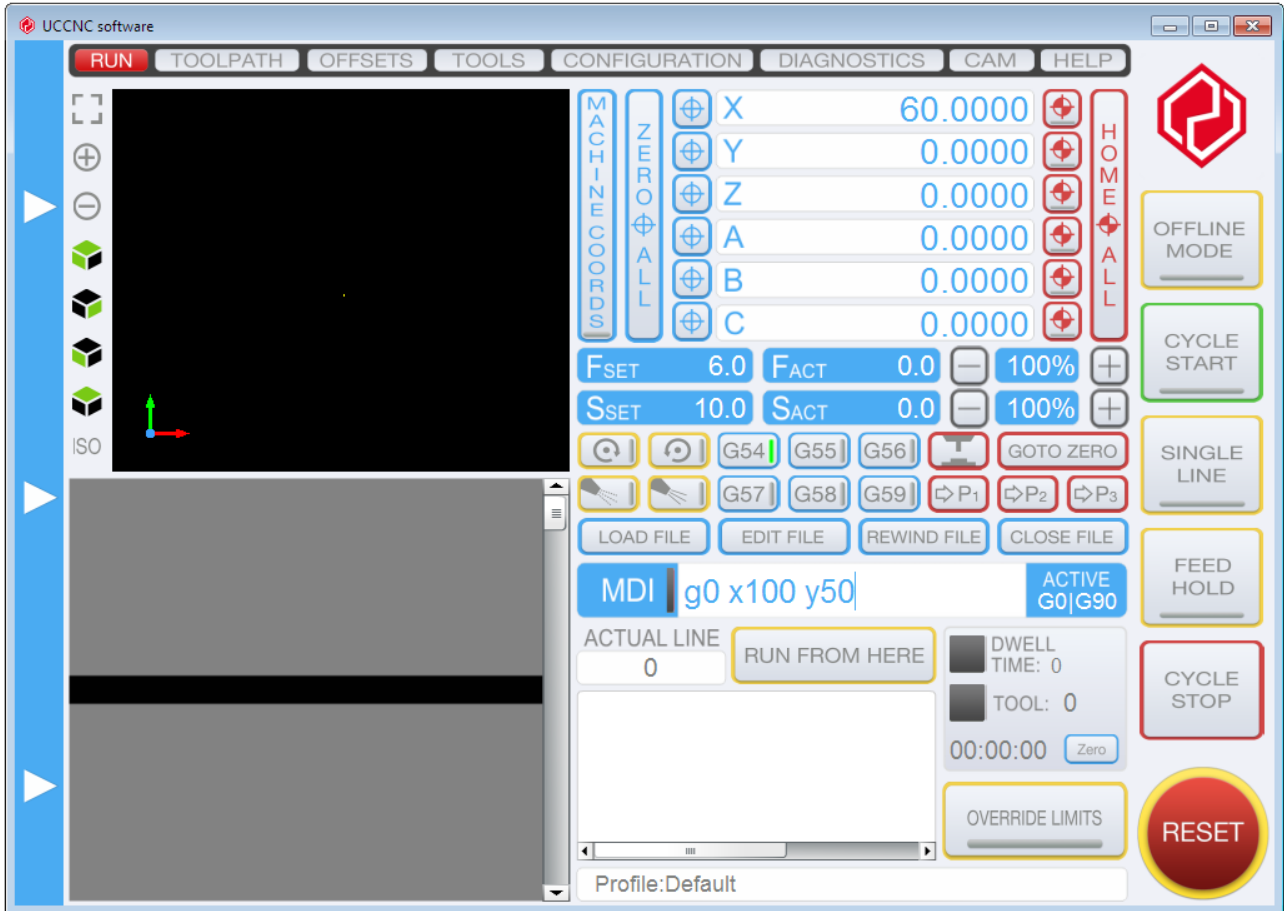 UCCNC software
RUN TOOLPATH OFFSETS TOOLS CONFIGURATION DIAGNOSTICS CAM HELP
MACHINE COORDS
ZERO ALL
X 60.0000
Y 0.0000
Z 0.0000
A 0.0000
B 0.0000
C 0.0000
HOME ALL
ISO
FSET 6.0 FACT 0.0 100%
SSET 10.0 SACT 0.0 100%
G54 G55 G56 GOTO ZERO
G57 G58 G59 P1 P2 P3
LOAD FILE EDIT FILE REWIND FILE CLOSE FILE
MDI g0 x100 y50 ACTIVE
G0|G90
ACTUAL LINE
0
RUN FROM HERE
DWELL
TIME: 0
TOOL: 0
00:00:00 Zero
OVERRIDE LIMITS
Profile:Default
OFFLINE
MODE
CYCLE
START
SINGLE
LINE
FEED
HOLD
CYCLE
STOP
RESET